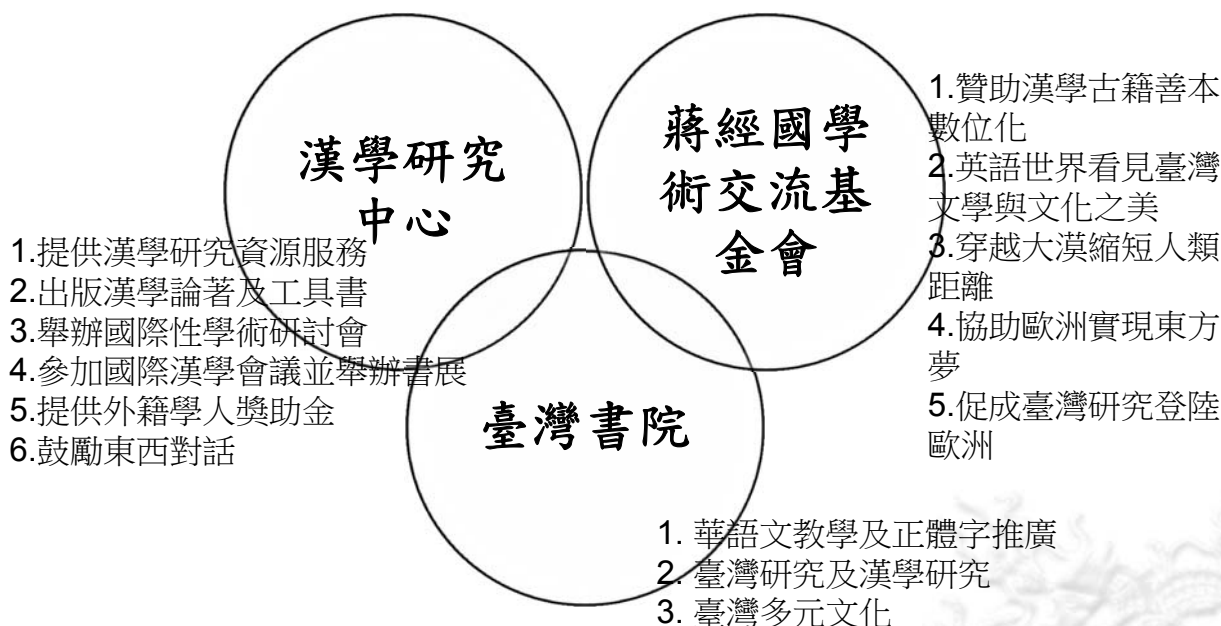 漢學研究
中心
1.提供漢學研究資源服務
2.出版漢學論著及工具書
3.舉辦國際性學術研討會
4.參加國際漢學會議並舉辦書展
5.提供外籍學人獎助金
6.鼓勵東西對話
蔣經國學
術交流基
金會
1.贊助漢學古籍善本
數位化
2.英語世界看見臺灣
文學與文化之美
3.穿越大漠縮短人類
距離
4.協助歐洲實現東方
夢
5.促成臺灣研究登陸
歐洲
臺灣書院
1. 華語文教學及正體字推廣
2. 臺灣研究及漢學研究
3. 臺灣多元文化